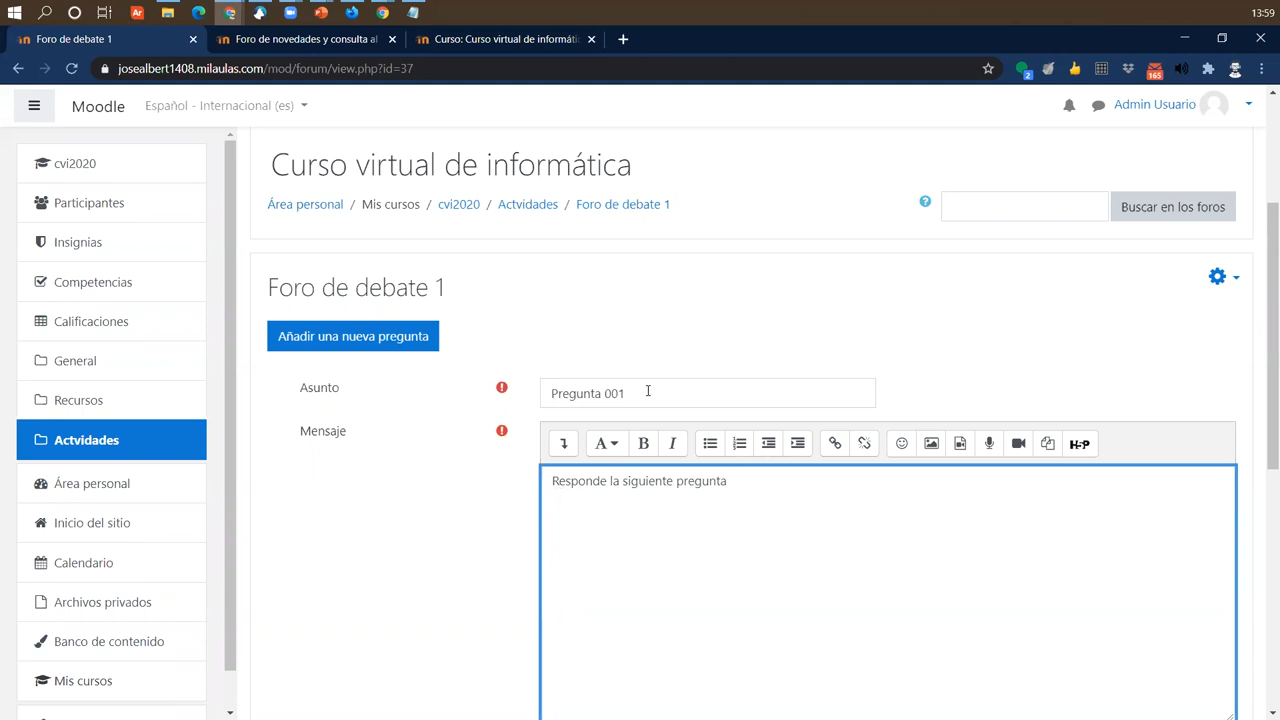 13:59
Foro de debate 1
Foro de novedades y consulta al
Curso: Curso virtual de informáti
josealbert1408.milaulas.com/mod/forum/view.php?id=37
2
165
Moodle
Español - Internacional (es)
Admin Usuario
cvi2020
Participantes
Insignias
Competencias
Calificaciones
General
Recursos
Actvidades
Área personal
Inicio del sitio
Calendario
Archivos privados
Banco de contenido
Mis cursos
Curso virtual de informática
Área personal / Mis cursos / cvi2020 / Actvidades / Foro de debate 1
Buscar en los foros
Foro de debate 1
Añadir una nueva pregunta
Asunto
Pregunta 001
Mensaje
A B I
H-P
Responde la siguiente pregunta